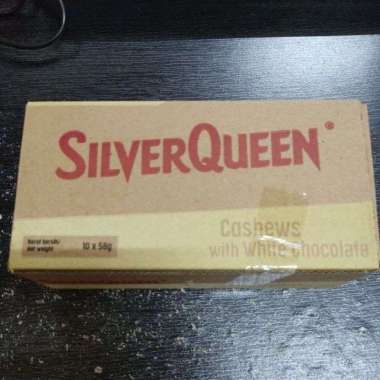 SILVERQUEEN®
Cashews
with White Chocolate
Berat bersih/
net weight
10 x 58g